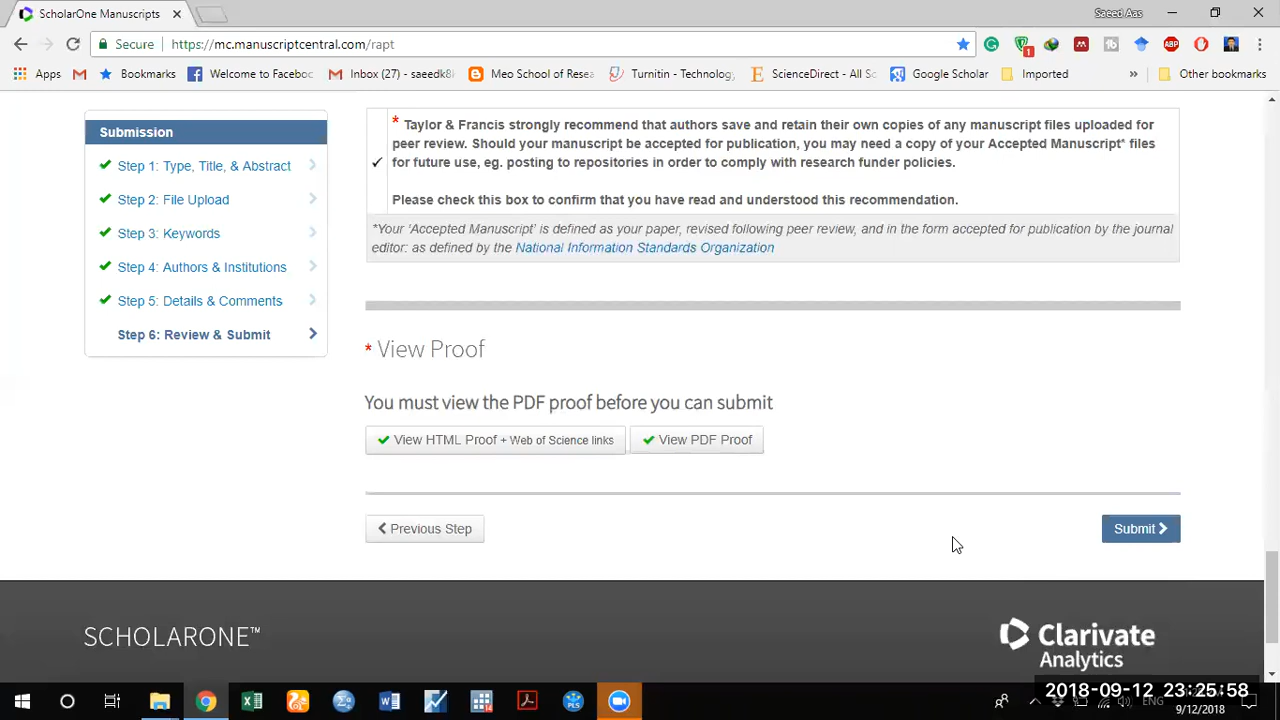 ScholarOne Manuscripts
Saeed Aas
Secure
https://mc.manuscriptcentral.com/rapt
1
ABP
Apps
Bookmarks
Welcome to Faceboo
Inbox (27) - saeedk8
Meo School of Resea
Turnitin - Technolog
ScienceDirect - All Sc
Google Scholar
Imported
»
Other bookmarks
Submission
Step 1: Type, Title, & Abstract
Step 2: File Upload
Step 3: Keywords
Step 4: Authors & Institutions
Step 5: Details & Comments
Step 6: Review & Submit
* Taylor & Francis strongly recommend that authors save and retain their own copies of any manuscript files uploaded for
peer review. Should your manuscript be accepted for publication, you may need a copy of your Accepted Manuscript* files
for future use, eg. posting to repositories in order to comply with research funder policies.
Please check this box to confirm that you have read and understood this recommendation.
*Your 'Accepted Manuscript' is defined as your paper, revised following peer review, and in the form accepted for publication by the journal
editor: as defined by the National Information Standards Organization
* View Proof
You must view the PDF proof before you can submit
View HTML Proof + Web of Science links
View PDF Proof
Previous Step
Submit
SCHOLARONE™
Clarivate
Analytics
PLS
2018-09-12 23:25:58
ENG
9/12/2018